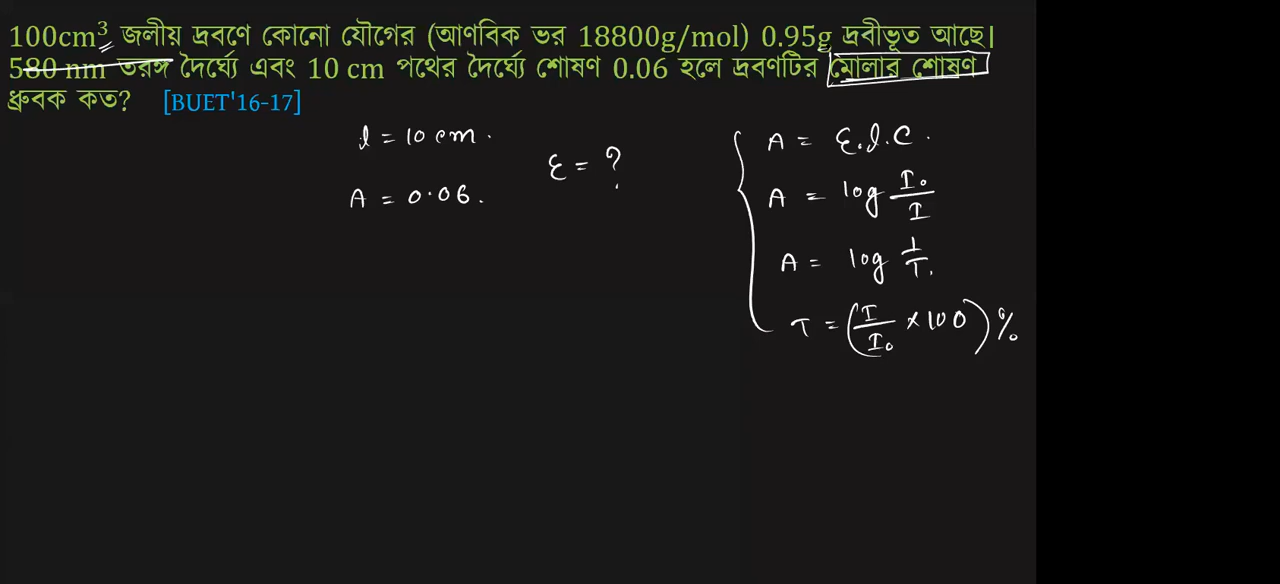 100cm³ জলীয় দ্রবণে কোনো যৌগের (আণবিক ভর 18800g/mol) 0.95g দ্রবীভূত আছে।
580 nm তরঙ্গ দৈর্ঘ্যে এবং 10 cm পথের দৈর্ঘ্যে শোষণ 0.06 হলে দ্রবণটির মোলার শোষণ
ধ্রুবক কত? [BUET'16-17]
l = 10 cm.
A = 0.06.
ε = ?
A = ε.l.C.
A = log I₀/I
A = log 1/T.
T = (I/I₀ × 100) %